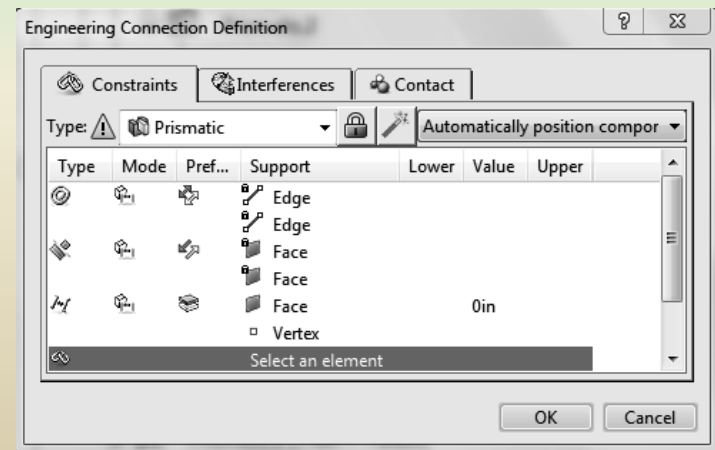 Engineering Connection Definition
Constraints Interferences Contact
Type: Prismatic Automatically position compor
Type Mode Pref... Support Lower Value Upper
Edge
Edge
Face
Face
Face 0in
Vertex
Select an element
OK Cancel